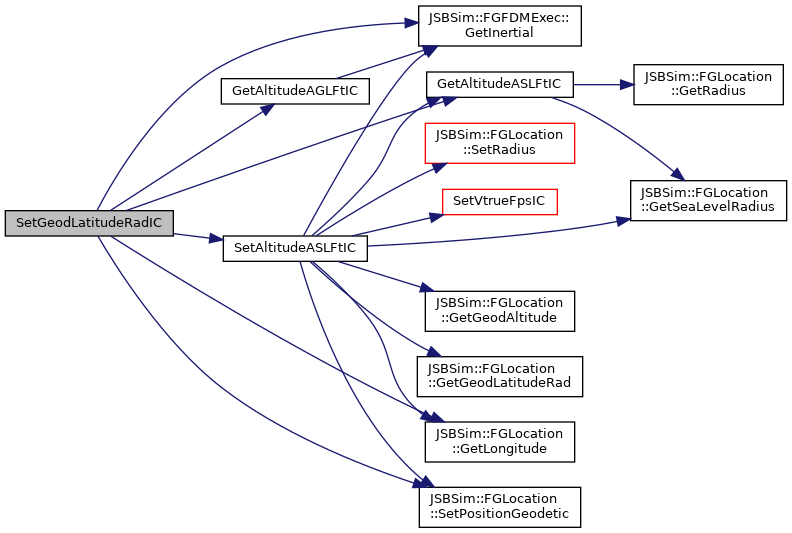 SetGeodLatitudeRadIC
GetAltitudeAGLFtIC
SetAltitudeASLFtIC
JSBSim::FGFDMExec::
GetInertial
GetAltitudeASLFtIC
JSBSim::FGLocation
::SetRadius
SetVtrueFpsIC
JSBSim::FGLocation
::GetGeodAltitude
JSBSim::FGLocation
::GetGeodLatitudeRad
JSBSim::FGLocation
::GetLongitude
JSBSim::FGLocation
::SetPositionGeodetic
JSBSim::FGLocation
::GetRadius
JSBSim::FGLocation
::GetSeaLevelRadius